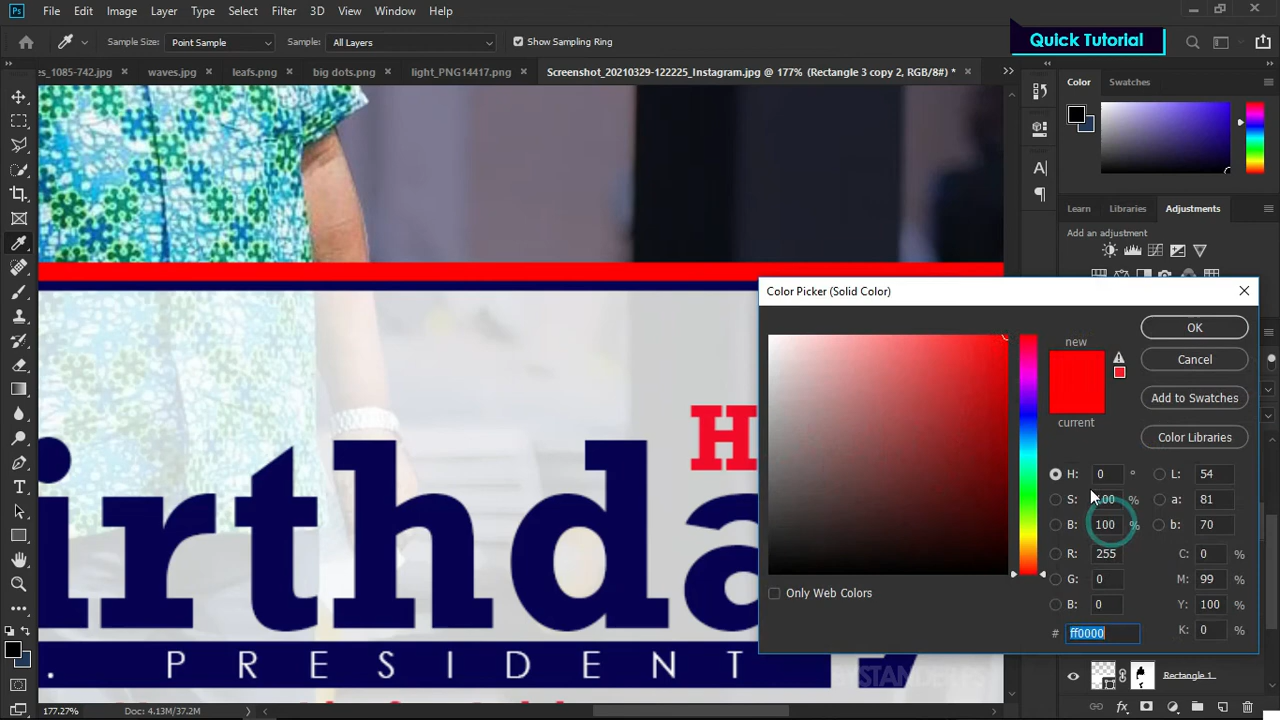 Ps File Edit Image Layer Type Select Filter 3D View Window Help
Quick Tutorial
Sample Size: Point Sample Sample: All Layers Show Sampling Ring
es_1085-742.jpg × waves.jpg × leafs.png × big dots.png × light_PNG14417.png × Screenshot_20210329-122225_Instagram.jpg @ 177% (Rectangle 3 copy 2, RGB/8#) * ×
Color Swatches
Learn Libraries Adjustments
Add an adjustment
Color Picker (Solid Color)
new
current
OK
Cancel
Add to Swatches
Color Libraries
H: 0 ° L: 54
S: 100 % a: 81
B: 100 % b: 70
R: 255 C: 0 %
G: 0 M: 99 %
B: 0 Y: 100 %
# ff0000 K: 0 %
Only Web Colors
H
irthda
. PRESIDENT
Rectangle 1
177.27% Doc: 4.13M/37.2M